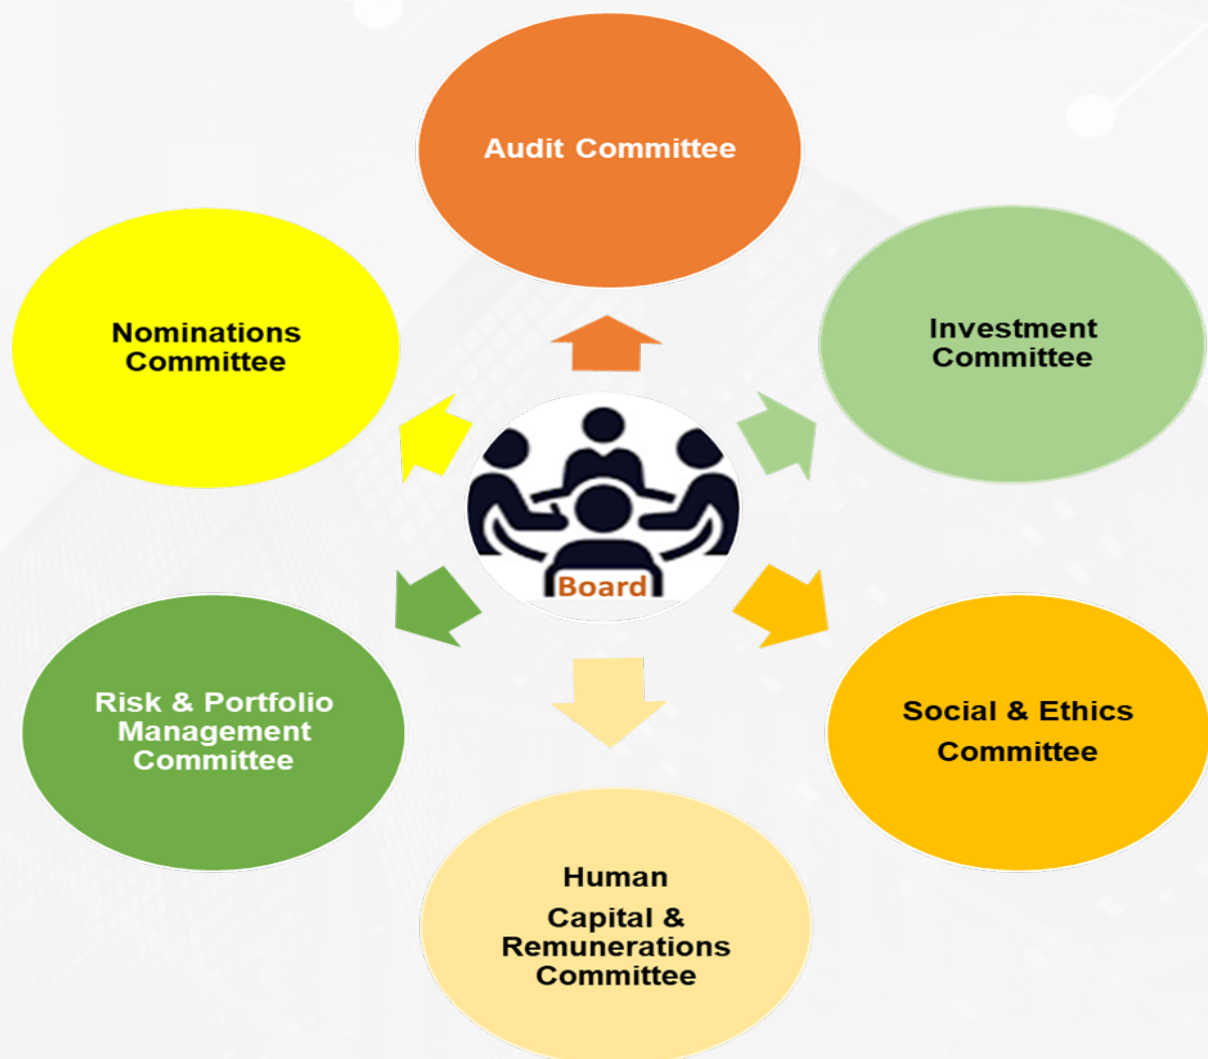 Audit Committee
Nominations
Committee
Investment
Committee
Board
Risk & Portfolio
Management
Committee
Social & Ethics
Committee
Human
Capital &
Remunerations
Committee